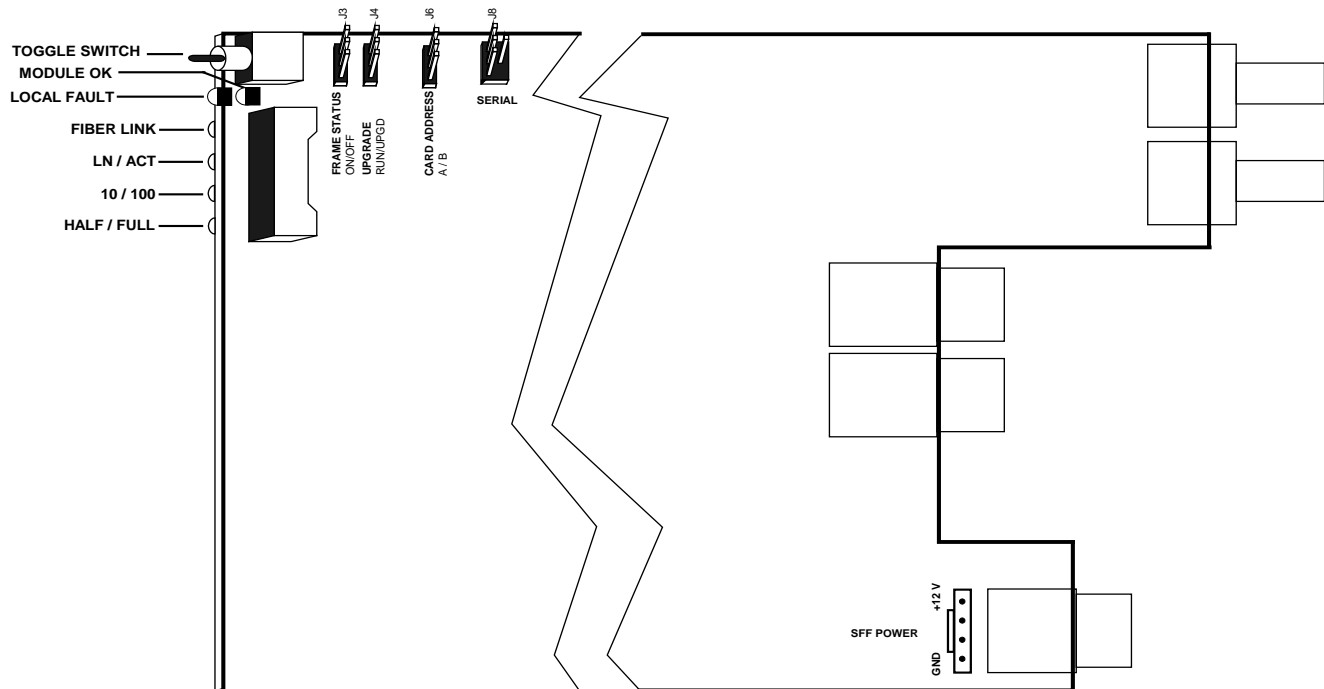 J3
J4
J6
J8
TOGGLE SWITCH
MODULE OK
LOCAL FAULT
FIBER LINK
LN / ACT
10 / 100
HALF / FULL
FRAME STATUS
ON/OFF
UPGRADE
RUN/UPGD
CARD ADDRESS
A / B
SERIAL
+12 V
SFF POWER
GND